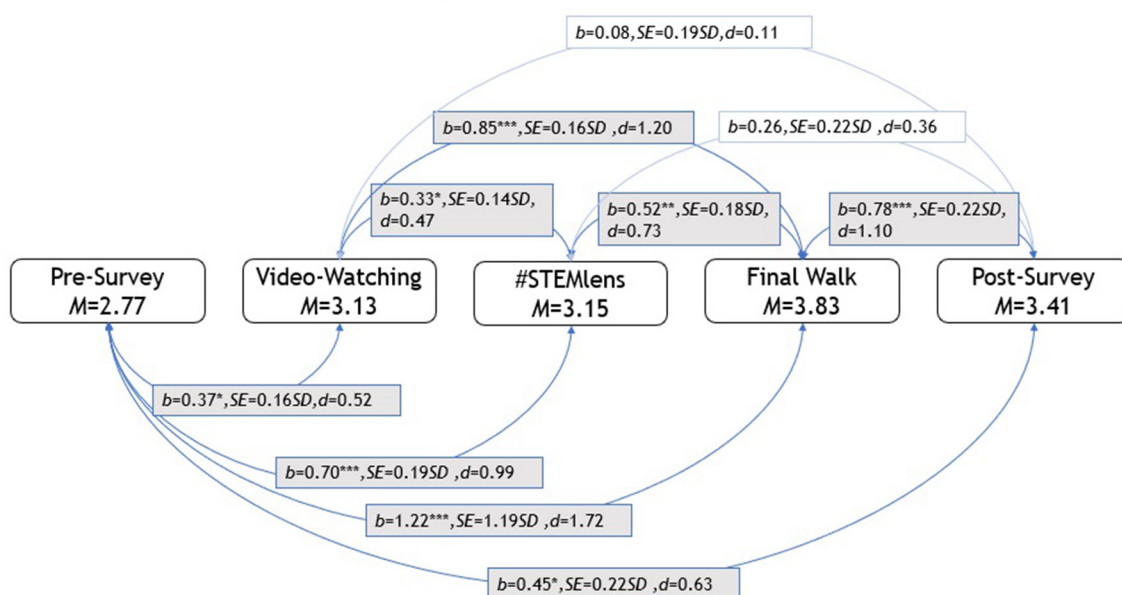 b=0.08,SE=0.19SD,d=0.11
b=0.85***,SE=0.16SD ,d=1.20
b=0.26,SE=0.22SD ,d=0.36
b=0.33*,SE=0.14SD,
d=0.47
b=0.52**,SE=0.18SD,
d=0.73
b=0.78***,SE=0.22SD,
d=1.10
Pre-Survey
M=2.77
Video-Watching
M=3.13
#STEMlens
M=3.15
Final Walk
M=3.83
Post-Survey
M=3.41
b=0.37*,SE=0.16SD,d=0.52
b=0.70***,SE=0.19SD ,d=0.99
b=1.22***,SE=1.19SD ,d=1.72
b=0.45*,SE=0.22SD ,d=0.63